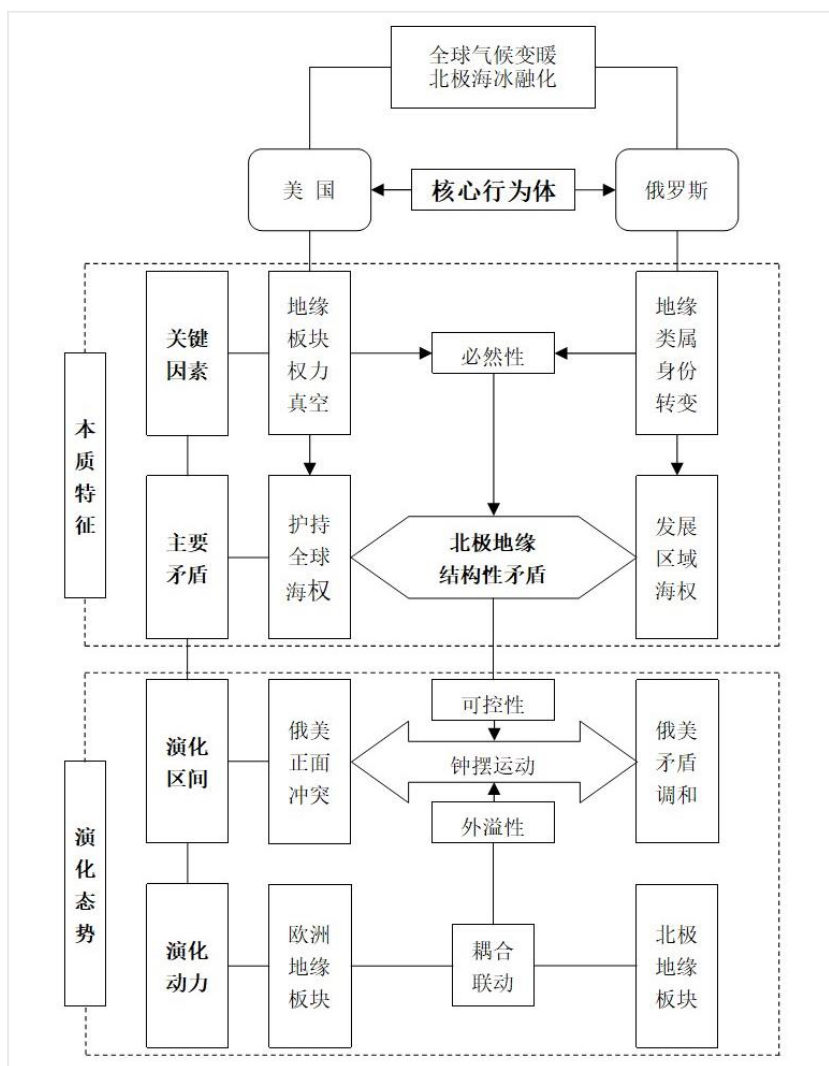 全球气候变暖
北极海冰融化
美 国
核心行为体
俄罗斯
本
质
特
征
关键
因素
地缘
板块
权力
真空
必然性
地缘
类属
身份
转变
主要
矛盾
护持
全球
海权
北极地缘
结构性矛盾
发展
区域
海权
演
化
态
势
演化
区间
俄美
正面
冲突
可控性
钟摆运动
外溢性
俄美
矛盾
调和
演化
动力
欧洲
地缘
板块
耦合
联动
北极
地缘
板块